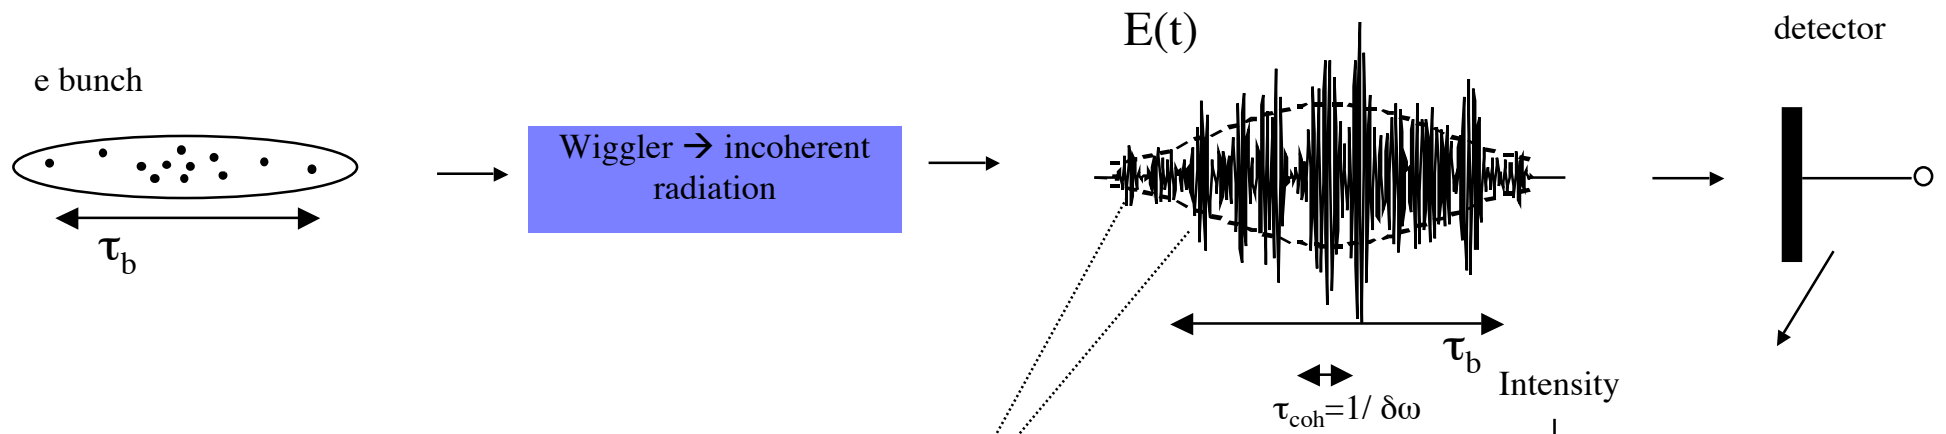 e bunch
τb
Wiggler → incoherent
radiation
E(t)
τb
τcoh=1/ δω
Intensity
detector